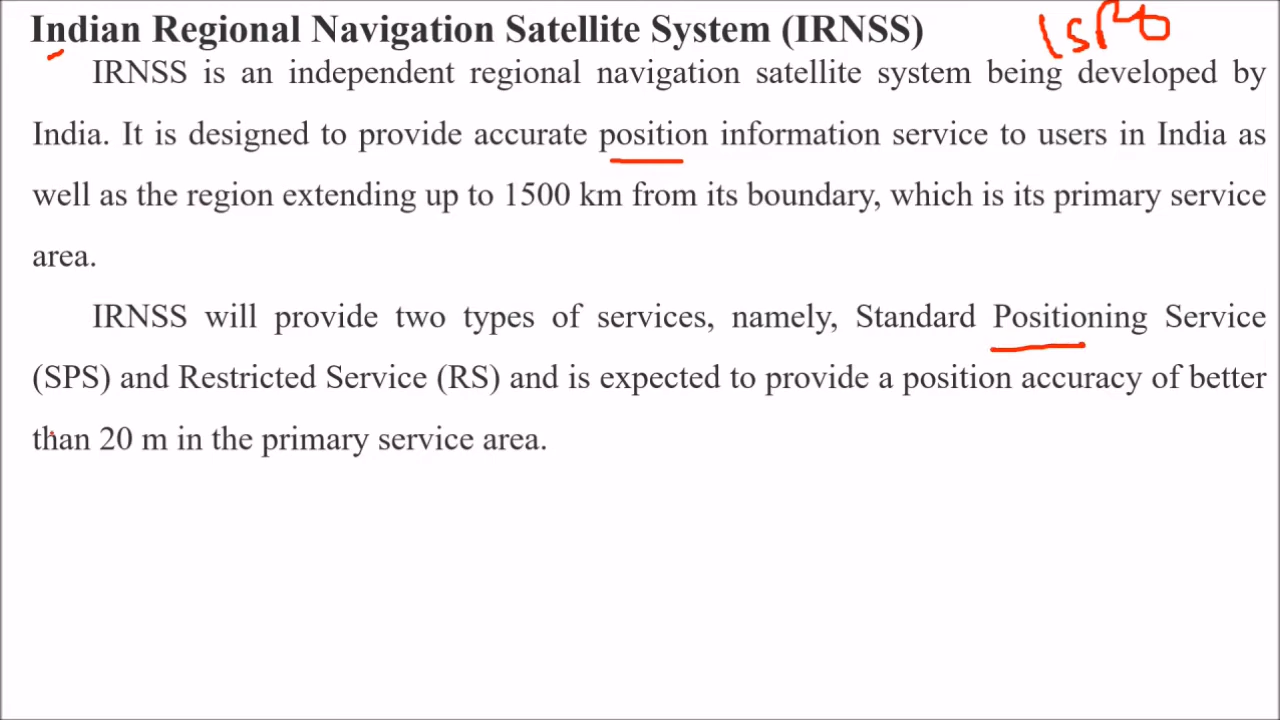 Indian Regional Navigation Satellite System (IRNSS)
ISRO
IRNSS is an independent regional navigation satellite system being developed by
India. It is designed to provide accurate position information service to users in India as
well as the region extending up to 1500 km from its boundary, which is its primary service
area.
IRNSS will provide two types of services, namely, Standard Positioning Service
(SPS) and Restricted Service (RS) and is expected to provide a position accuracy of better
than 20 m in the primary service area.